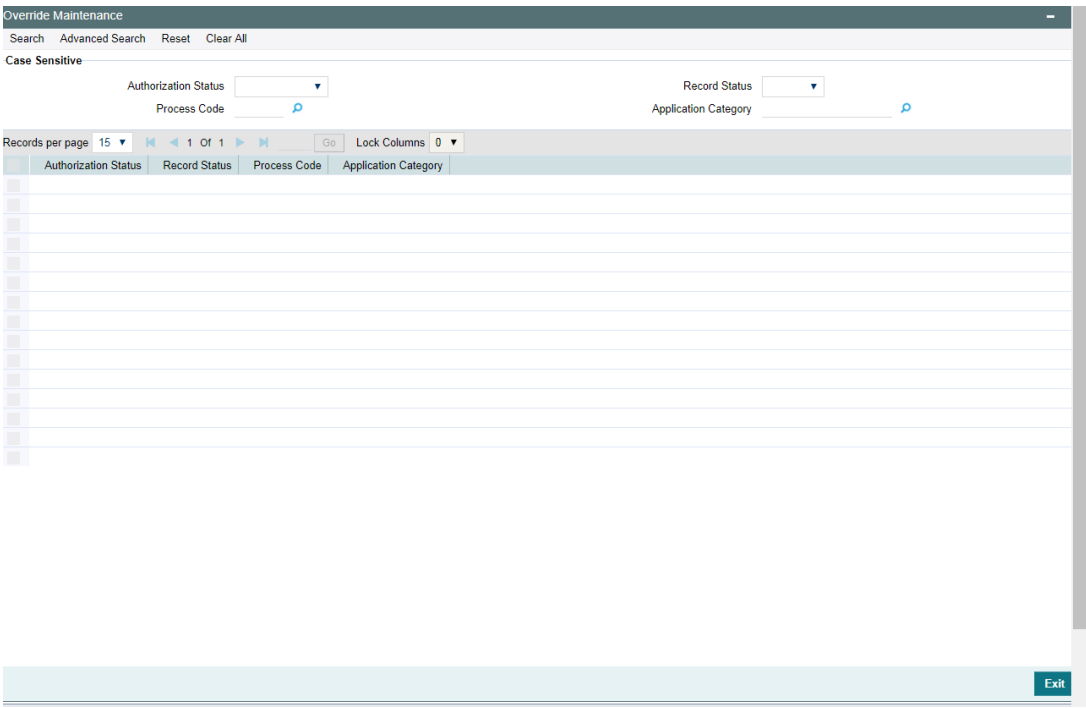 Override Maintenance
Search Advanced Search Reset Clear All
Case Sensitive
Authorization Status Record Status
Process Code Application Category
Records per page 15 1 Of 1 Go Lock Columns 0
Authorization Status Record Status Process Code Application Category
Exit